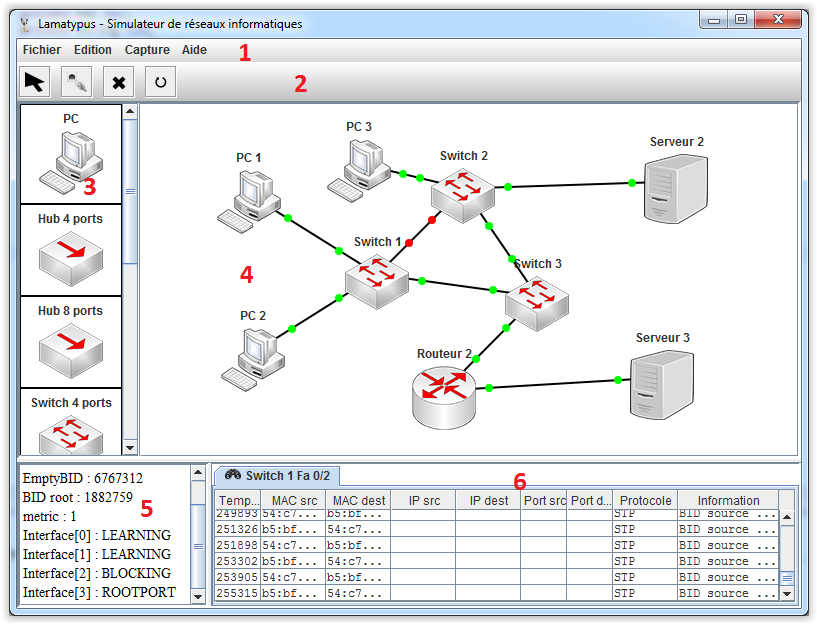 Lamatypus - Simulateur de réseaux informatiques
Fichier Edition Capture Aide 1
2
PC
3
Hub 4 ports
Hub 8 ports
Switch 4 ports
PC 3
PC 1
Switch 2
Serveur 2
Switch 1
4
Switch 3
PC 2
Routeur 2
Serveur 3
EmptyBID : 6767312
BID root : 1882759
metric : 1
Interface[0] : LEARNING
Interface[1] : LEARNING
Interface[2] : BLOCKING
Interface[3] : ROOTPORT
5
Switch 1 Fa 0/2
6
Temp... MAC src MAC dest IP src IP dest Port src Port d... Protocole Information
249893 54:c7... b5:bf... STP BID source ...
251326 b5:bf... 54:c7... STP BID source ...
251898 54:c7... b5:bf... STP BID source ...
253302 b5:bf... 54:c7... STP BID source ...
253905 54:c7... b5:bf... STP BID source ...
255315 b5:bf... 54:c7... STP BID source ...